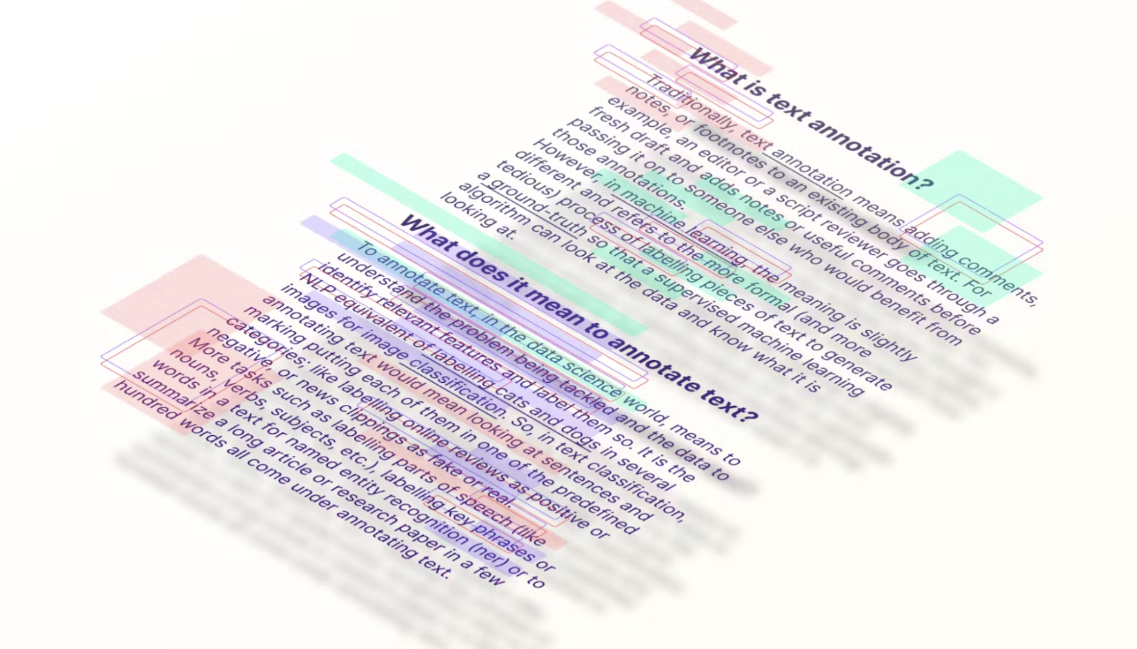 What is text annotation?
Traditionally, text annotation means adding comments,
notes, or footnotes to an existing body of text. For
example, an editor or a script reviewer goes through a
fresh draft and adds notes or useful comments before
passing it on to someone else who would benefit from
those annotations.
However, in machine learning, the meaning is slightly
different and refers to the more formal (and more
tedious) process of labelling pieces of text to generate
a ground-truth so that a supervised machine learning
algorithm can look at the data and know what it is
looking at.
What does it mean to annotate text?
To annotate text, in the data science world, means to
understand the problem being tackled and the data to
identify relevant features and label them so. It is the
NLP equivalent of labelling cats and dogs in several
images for image classification. So, in text classification,
annotating text would mean looking at sentences and
marking putting each of them in one of the predefined
categories; like labelling online reviews as positive or
negative, or news clippings as fake or real.
More tasks, such as labelling parts of speech (like
nouns, verbs, subjects, etc.), labelling key phrases or
words in a text for named entity recognition (ner) or to
summarize a long article or research paper in a few
hundred words all come under annotating text.